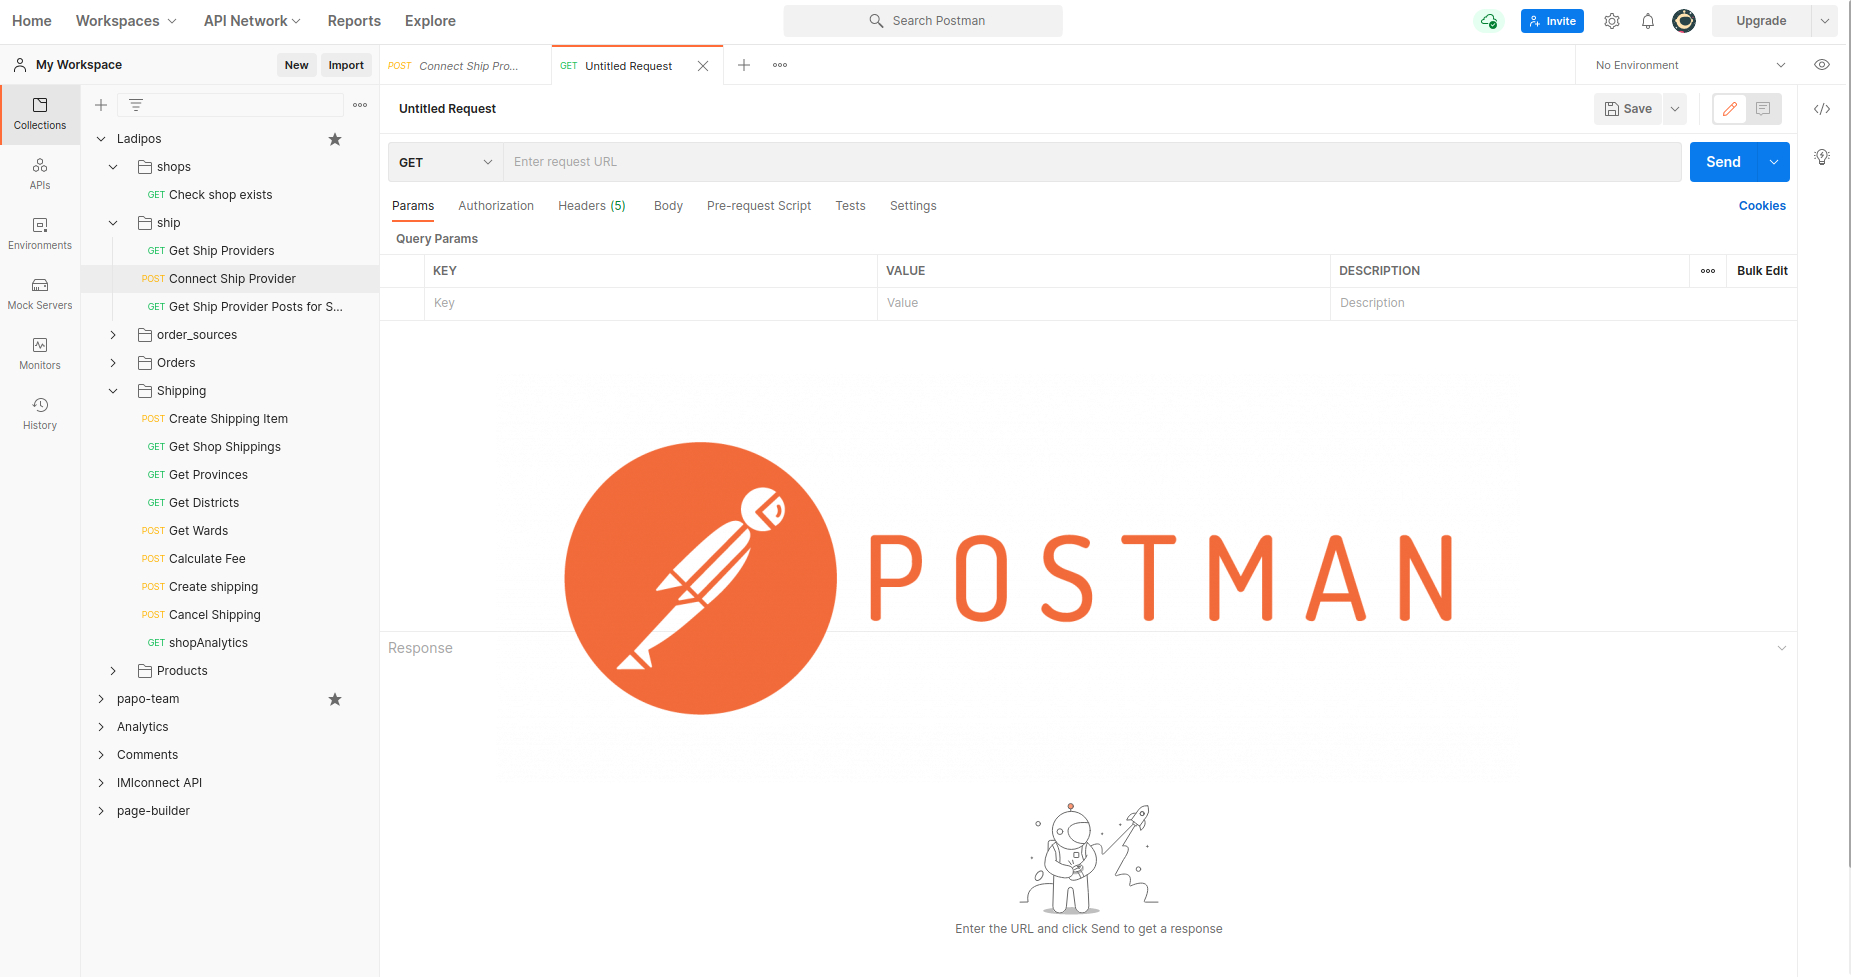 Home Workspaces API Network Reports Explore Search Postman Invite Upgrade
My Workspace New Import
POST Connect Ship Pro... GET Untitled Request No Environment
Collections
APIs
Environments
Mock Servers
Monitors
History
Ladipos
shops
GET Check shop exists
ship
GET Get Ship Providers
POST Connect Ship Provider
GET Get Ship Provider Posts for S...
order_sources
Orders
Shipping
POST Create Shipping Item
GET Get Shop Shippings
GET Get Provinces
GET Get Districts
POST Get Wards
POST Calculate Fee
POST Create shipping
POST Cancel Shipping
GET shopAnalytics
Products
papo-team
Analytics
Comments
IMIconnect API
page-builder
Untitled Request Save
GET Enter request URL Send
Params Authorization Headers (5) Body Pre-request Script Tests Settings Cookies
Query Params
KEY VALUE DESCRIPTION Bulk Edit
Key Value Description
POSTMAN
Response
Enter the URL and click Send to get a response